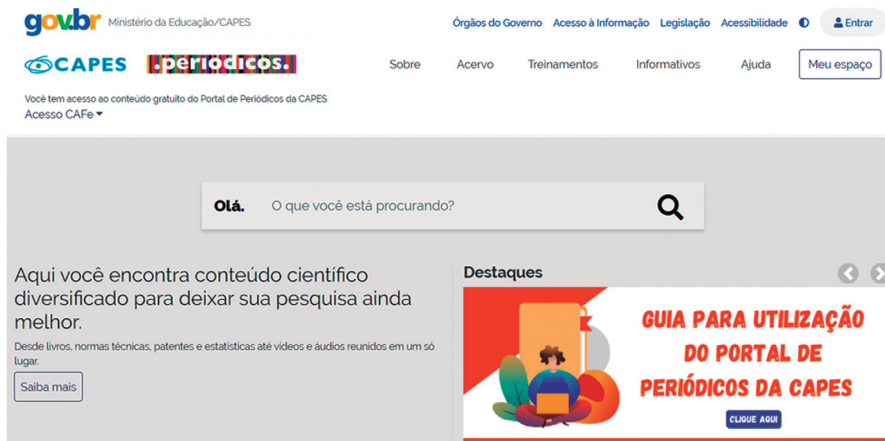 gov.br Ministério da Educação/CAPES Órgãos do Governo Acesso à Informação Legislação Acessibilidade Entrar
CAPES .periodicos. Sobre Acervo Treinamentos Informativos Ajuda Meu espaço
Você tem acesso ao conteúdo gratuito do Portal de Periódicos da CAPES
Acesso CAFe
Olá. O que você está procurando?
Aqui você encontra conteúdo científico
diversificado para deixar sua pesquisa ainda
melhor.
Desde livros, normas técnicas, patentes e estatísticas até vídeos e áudios reunidos em um só
lugar.
Saiba mais
Destaques
GUIA PARA UTILIZAÇÃO
DO PORTAL DE
PERIÓDICOS DA CAPES
CLIQUE AQUI